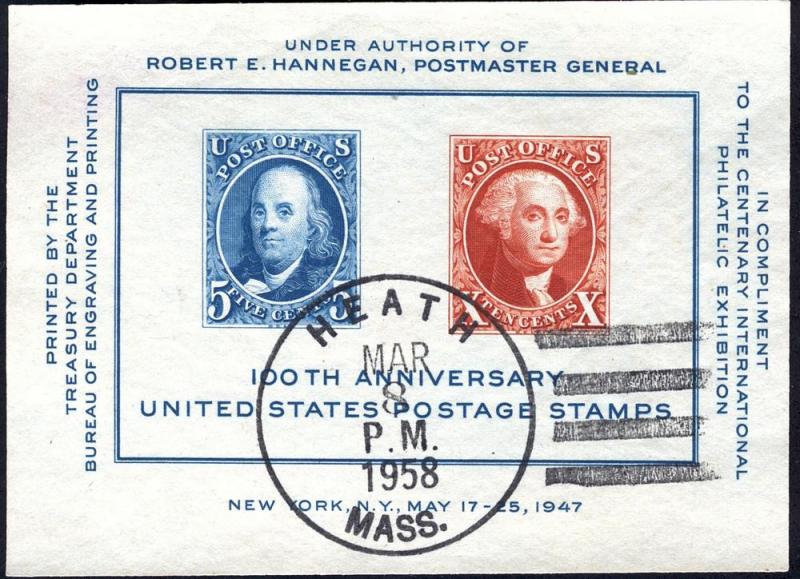 UNDER AUTHORITY OF
ROBERT E. HANNEGAN, POSTMASTER GENERAL
PRINTED BY THE
TREASURY DEPARTMENT
BUREAU OF ENGRAVING AND PRINTING
U S
POST OFFICE
5 FIVE CENTS 5
U S
POST OFFICE
X TEN CENTS X
IN COMPLIMENT
TO THE CENTENARY INTERNATIONAL
PHILATELIC EXHIBITION
100TH ANNIVERSARY
UNITED STATES POSTAGE STAMPS
NEW YORK, N.Y., MAY 17-25, 1947
HEATH
MAR
8
P.M.
1958
MASS.